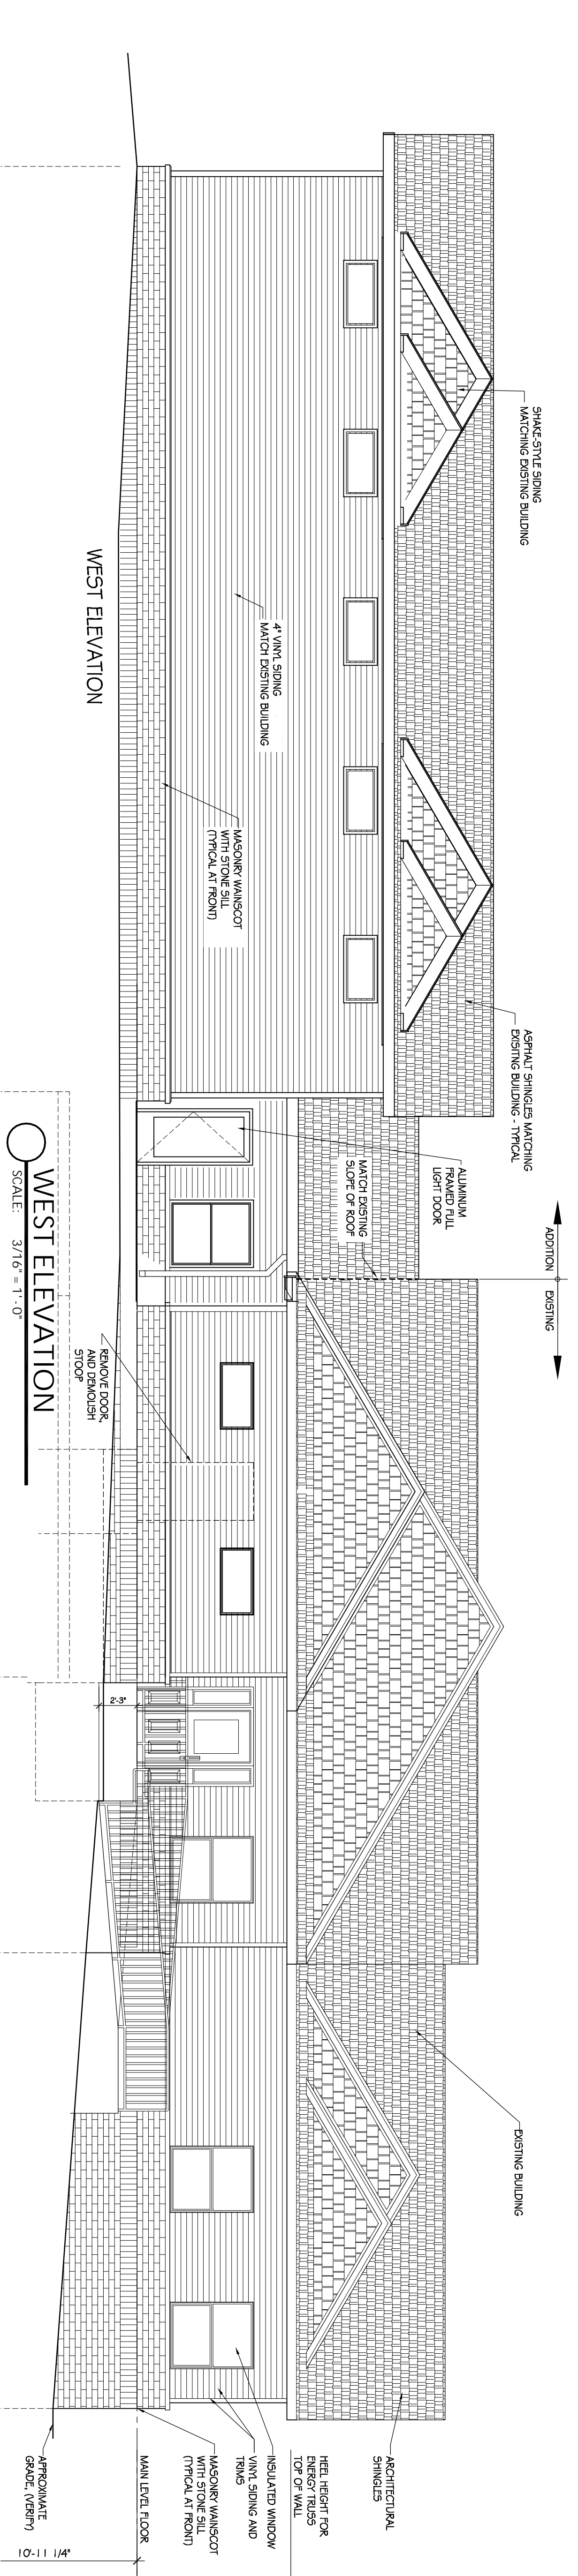 SHAKE-STYLE SIDING
MATCHING EXISTING BUILDING
ASPHALT SHINGLES MATCHING
EXISITNG BUILDING - TYPICAL
ADDITION
EXISTING
EXISTING BUILDING
ARCHITECTURAL
SHINGLES
ALUMINUM
FRAMED FULL
LIGHT DOOR
MATCH EXISTING
SLOPE OF ROOF
HEEL HEIGHT FOR
ENERGY TRUSS
TOP OF WALL
4" VINYL SIDING
MATCH EXISTING BUILDING
MASONRY WAINSCOT
WITH STONE SILL
(TYPICAL AT FRONT)
INSULATED WINDOW
VINYL SIDING AND
TRIMS
MASONRY WAINSCOT
WITH STONE SILL
(TYPICAL AT FRONT)
MAIN LEVEL FLOOR
2'-3"
REMOVE DOOR,
AND DEMOLISH
STOOP
WEST ELEVATION
APPROXIMATE
GRADE, (VERIFY)
10'-11 1/4"
WEST ELEVATION
SCALE: 3/16" = 1'-0"